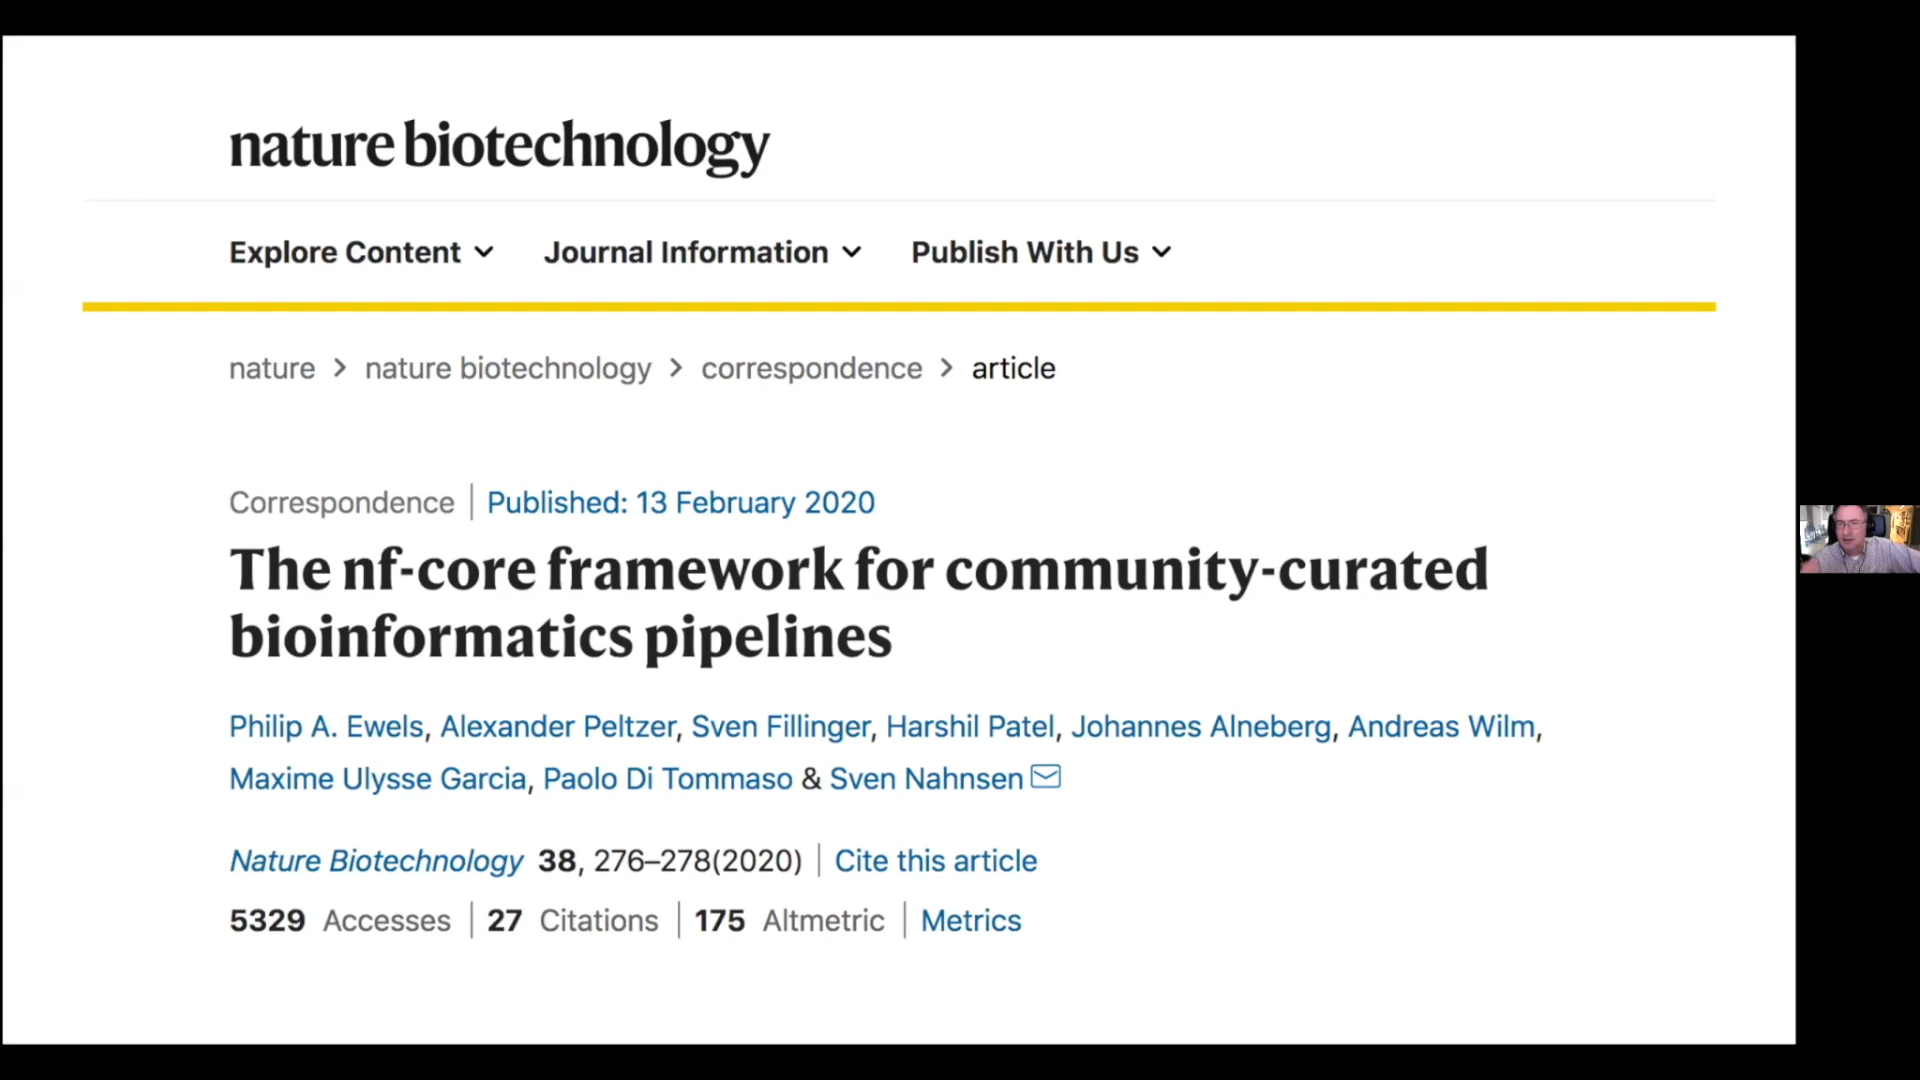 nature biotechnology
Explore Content Journal Information Publish With Us
nature > nature biotechnology > correspondence > article
Correspondence | Published: 13 February 2020
The nf-core framework for community-curated
bioinformatics pipelines
Philip A. Ewels, Alexander Peltzer, Sven Fillinger, Harshil Patel, Johannes Alneberg, Andreas Wilm,
Maxime Ulysse Garcia, Paolo Di Tommaso & Sven Nahnsen
Nature Biotechnology 38, 276–278(2020) | Cite this article
5329 Accesses | 27 Citations | 175 Altmetric | Metrics